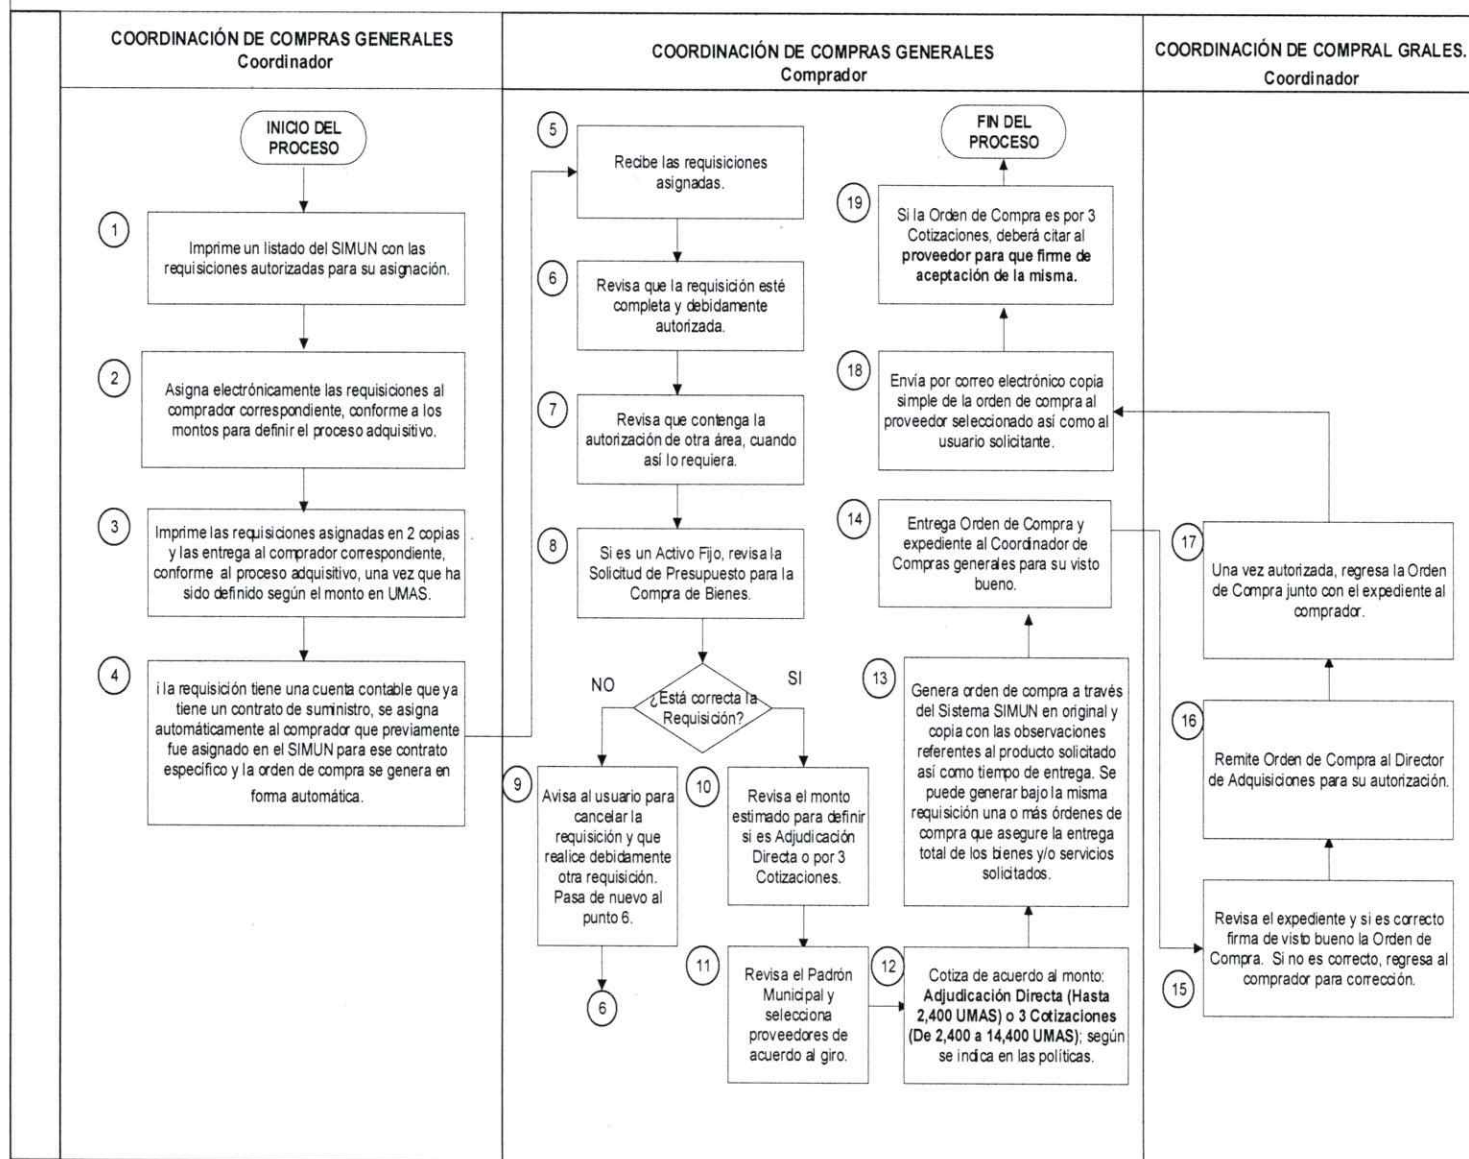 COORDINACIÓN DE COMPRAS GENERALES
Coordinador
COORDINACIÓN DE COMPRAS GENERALES
Comprador
COORDINACIÓN DE COMPRAL GRALES.
Coordinador
INICIO DEL
PROCESO
1
Imprime un listado del SIMUN con las
requisiciones autorizadas para su asignación.
2
Asigna electrónicamente las requisiciones al
comprador correspondiente, conforme a los
montos para definir el proceso adquisitivo.
3
Imprime las requisiciones asignadas en 2 copias
y las entrega al comprador correspondiente,
conforme al proceso adquisitivo, una vez que ha
sido definido según el monto en UMAS.
4
i la requisición tiene una cuenta contable que ya
tiene un contrato de suministro, se asigna
automáticamente al comprador que previamente
fue asignado en el SIMUN para ese contrato
específico y la orden de compra se genera en
forma automática.
5
Recibe las requisiciones
asignadas.
6
Revisa que la requisición esté
completa y debidamente
autorizada.
7
Revisa que contenga la
autorización de otra área, cuando
así lo requiera.
8
Si es un Activo Fijo, revisa la
Solicitud de Presupuesto para la
Compra de Bienes.
NO
¿Está correcta la
Requisición?
SI
9
Avisa al usuario para
cancelar la
requisición y que
realice debidamente
otra requisición.
Pasa de nuevo al
punto 6.
6
10
Revisa el monto
estimado para definir
si es Adjudicación
Directa o por 3
Cotizaciones.
11
Revisa el Padrón
Municipal y
selecciona
proveedores de
acuerdo al giro.
12
Cotiza de acuerdo al monto:
Adjudicación Directa (Hasta
2,400 UMAS) o 3 Cotizaciones
(De 2,400 a 14,400 UMAS); según
se indica en las políticas.
13
Genera orden de compra a través
del Sistema SIMUN en original y
copia con las observaciones
referentes al producto solicitado
así como tiempo de entrega. Se
puede generar bajo la misma
requisición una o más órdenes de
compra que asegure la entrega
total de los bienes y/o servicios
solicitados.
14
Entrega Orden de Compra y
expediente al Coordinador de
Compras generales para su visto
bueno.
15
Revisa el expediente y si es correcto
firma de visto bueno la Orden de
Compra. Si no es correcto, regresa al
comprador para corrección.
16
Remite Orden de Compra al Director
de Adquisiciones para su autorización.
17
Una vez autorizada, regresa la Orden
de Compra junto con el expediente al
comprador.
18
Envía por correo electrónico copia
simple de la orden de compra al
proveedor seleccionado así como al
usuario solicitante.
19
Si la Orden de Compra es por 3
Cotizaciones, deberá citar al
proveedor para que firme de
aceptación de la misma.
FIN DEL
PROCESO